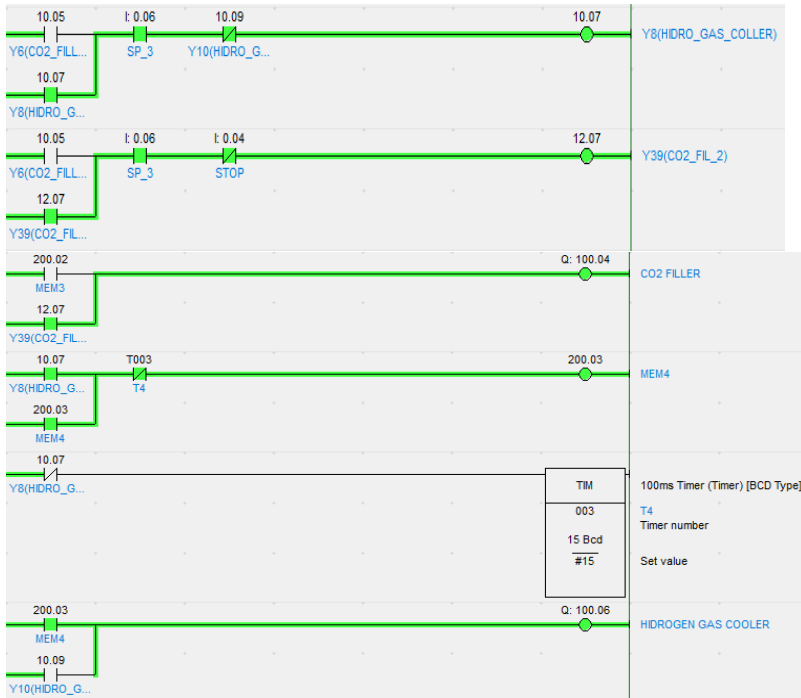 10.05 I: 0.06 10.09 10.07
Y6(CO2_FILL... SP_3 Y10(HIDRO_G... Y8(HIDRO_GAS_COLLER)
10.07
Y8(HIDRO_G...
10.05 I: 0.06 I: 0.04 12.07
Y6(CO2_FILL... SP_3 STOP Y39(CO2_FIL_2)
12.07
Y39(CO2_FIL...
200.02 Q: 100.04
MEM3 CO2 FILLER
12.07
Y39(CO2_FIL...
10.07 T003 200.03
Y8(HIDRO_G... T4 MEM4
200.03
MEM4
10.07
Y8(HIDRO_G...
TIM 100ms Timer (Timer) [BCD Type]
003 T4
Timer number
15 Bcd
#15 Set value
200.03 Q: 100.06
MEM4 HIDROGEN GAS COOLER
10.09
Y10(HIDRO_G...